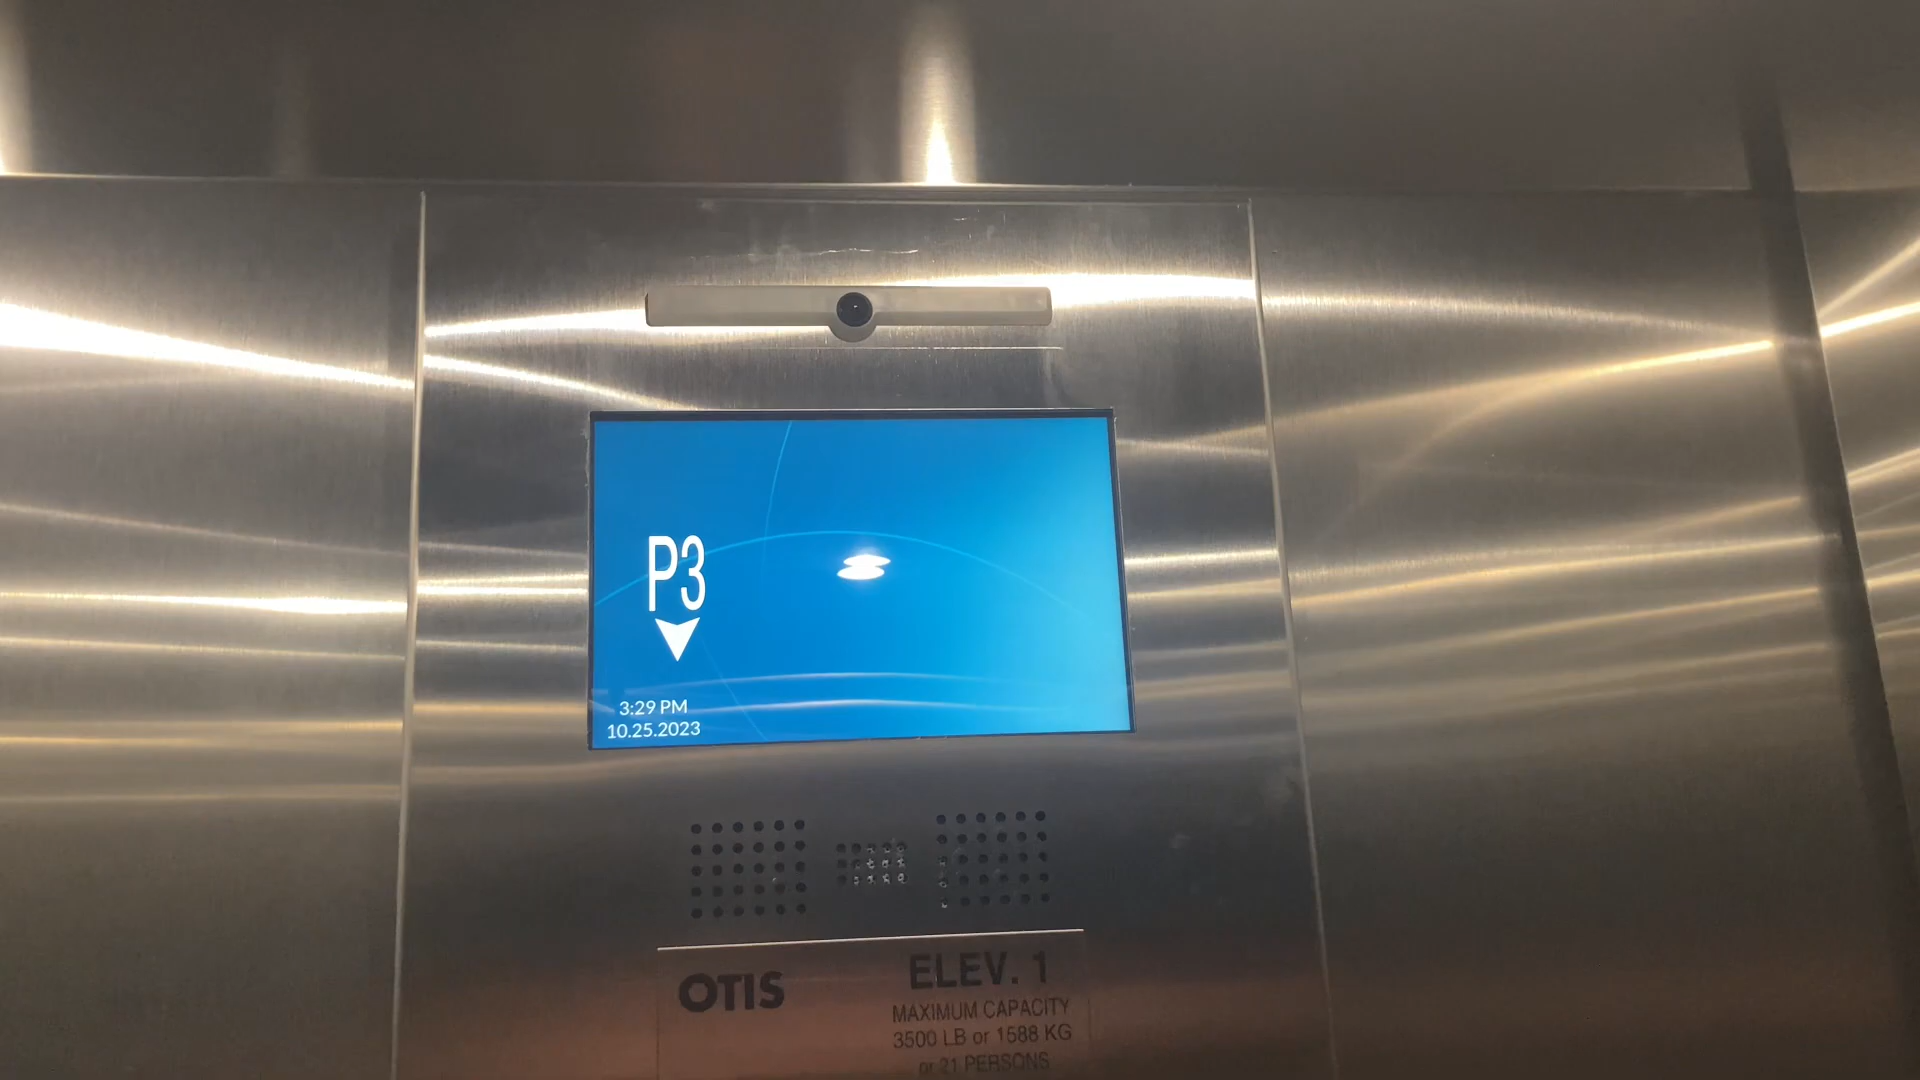 P3
3:29 PM
10.25.2023
OTIS
ELEV. 1
MAXIMUM CAPACITY
3500 LB or 1588 KG
or 21 PERSONS